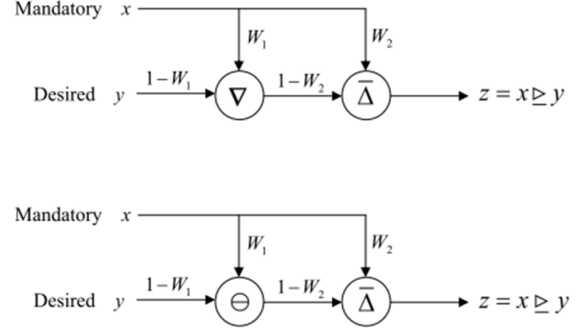 Mandatory x
W₁
W₂
Desired y 1−W₁ ∇ 1−W₂ Δ̄ z = x⊵y
Mandatory x
W₁
W₂
Desired y 1−W₁ ⊖ 1−W₂ Δ̄ z = x⊵y